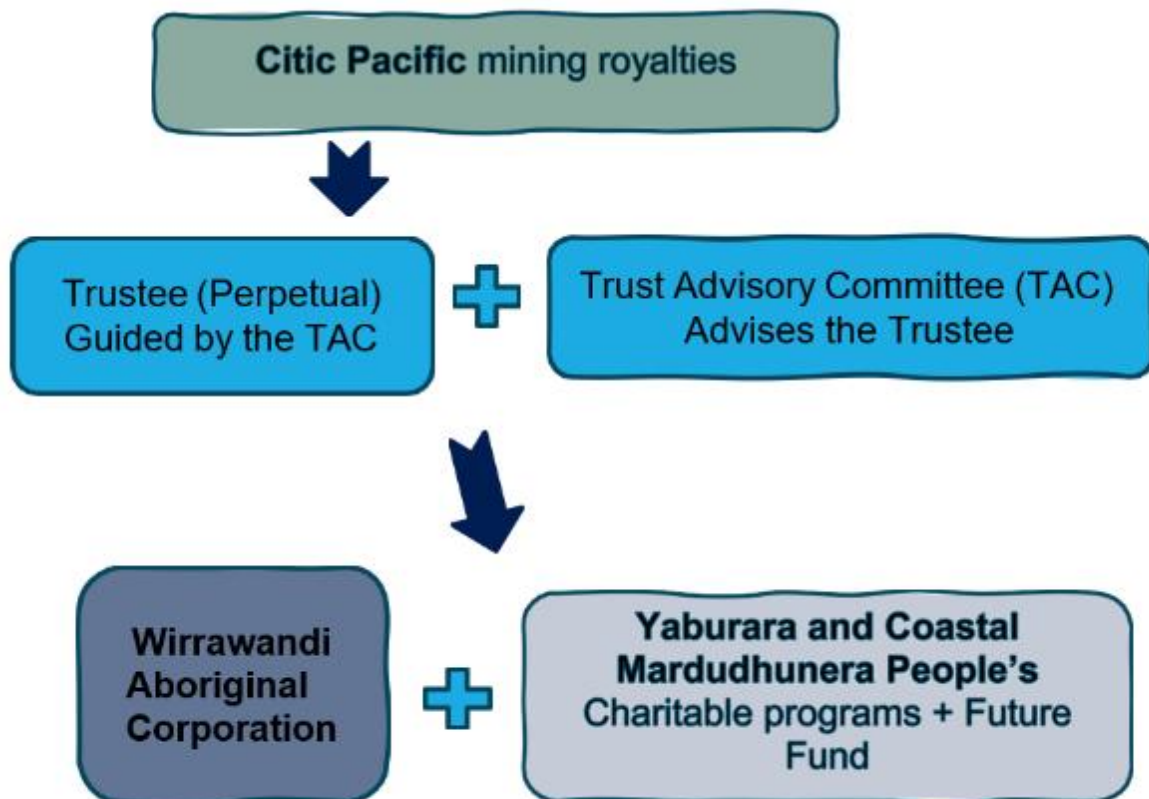 Citic Pacific mining royalties
Trustee (Perpetual)
Guided by the TAC
Trust Advisory Committee (TAC)
Advises the Trustee
Wirrawandi
Aboriginal
Corporation
Yaburara and Coastal
Mardudhunera People’s
Charitable programs + Future
Fund